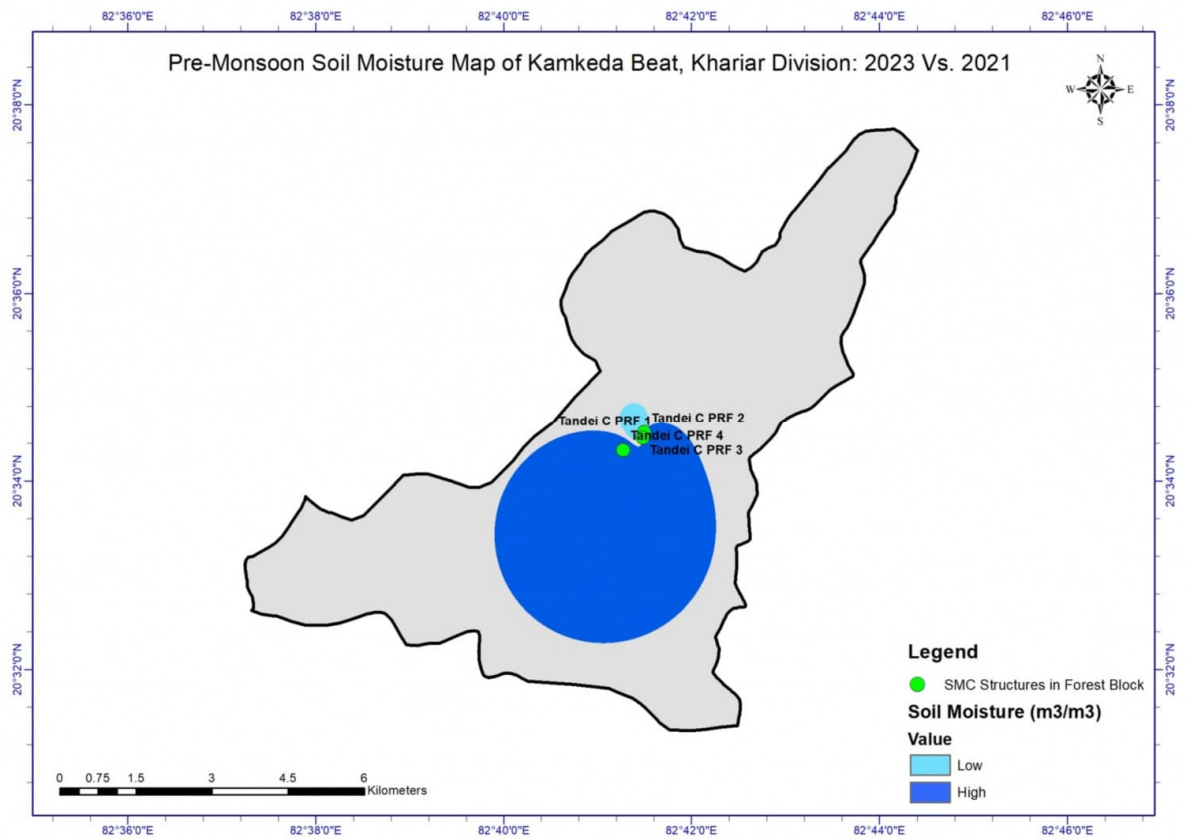 82°36'0"E 82°38'0"E 82°40'0"E 82°42'0"E 82°44'0"E 82°46'0"E
Pre-Monsoon Soil Moisture Map of Kamkeda Beat, Khariar Division: 2023 Vs. 2021
N
W E
S
20°38'0"N 20°38'0"N
20°36'0"N 20°36'0"N
Tandei C PRF 1 Tandei C PRF 2
Tandei C PRF 4
Tandei C PRF 3
20°34'0"N 20°34'0"N
20°32'0"N 20°32'0"N
Legend
SMC Structures in Forest Block
Soil Moisture (m3/m3)
Value
Low
High
0 0.75 1.5 3 4.5 6
Kilometers
82°36'0"E 82°38'0"E 82°40'0"E 82°42'0"E 82°44'0"E 82°46'0"E